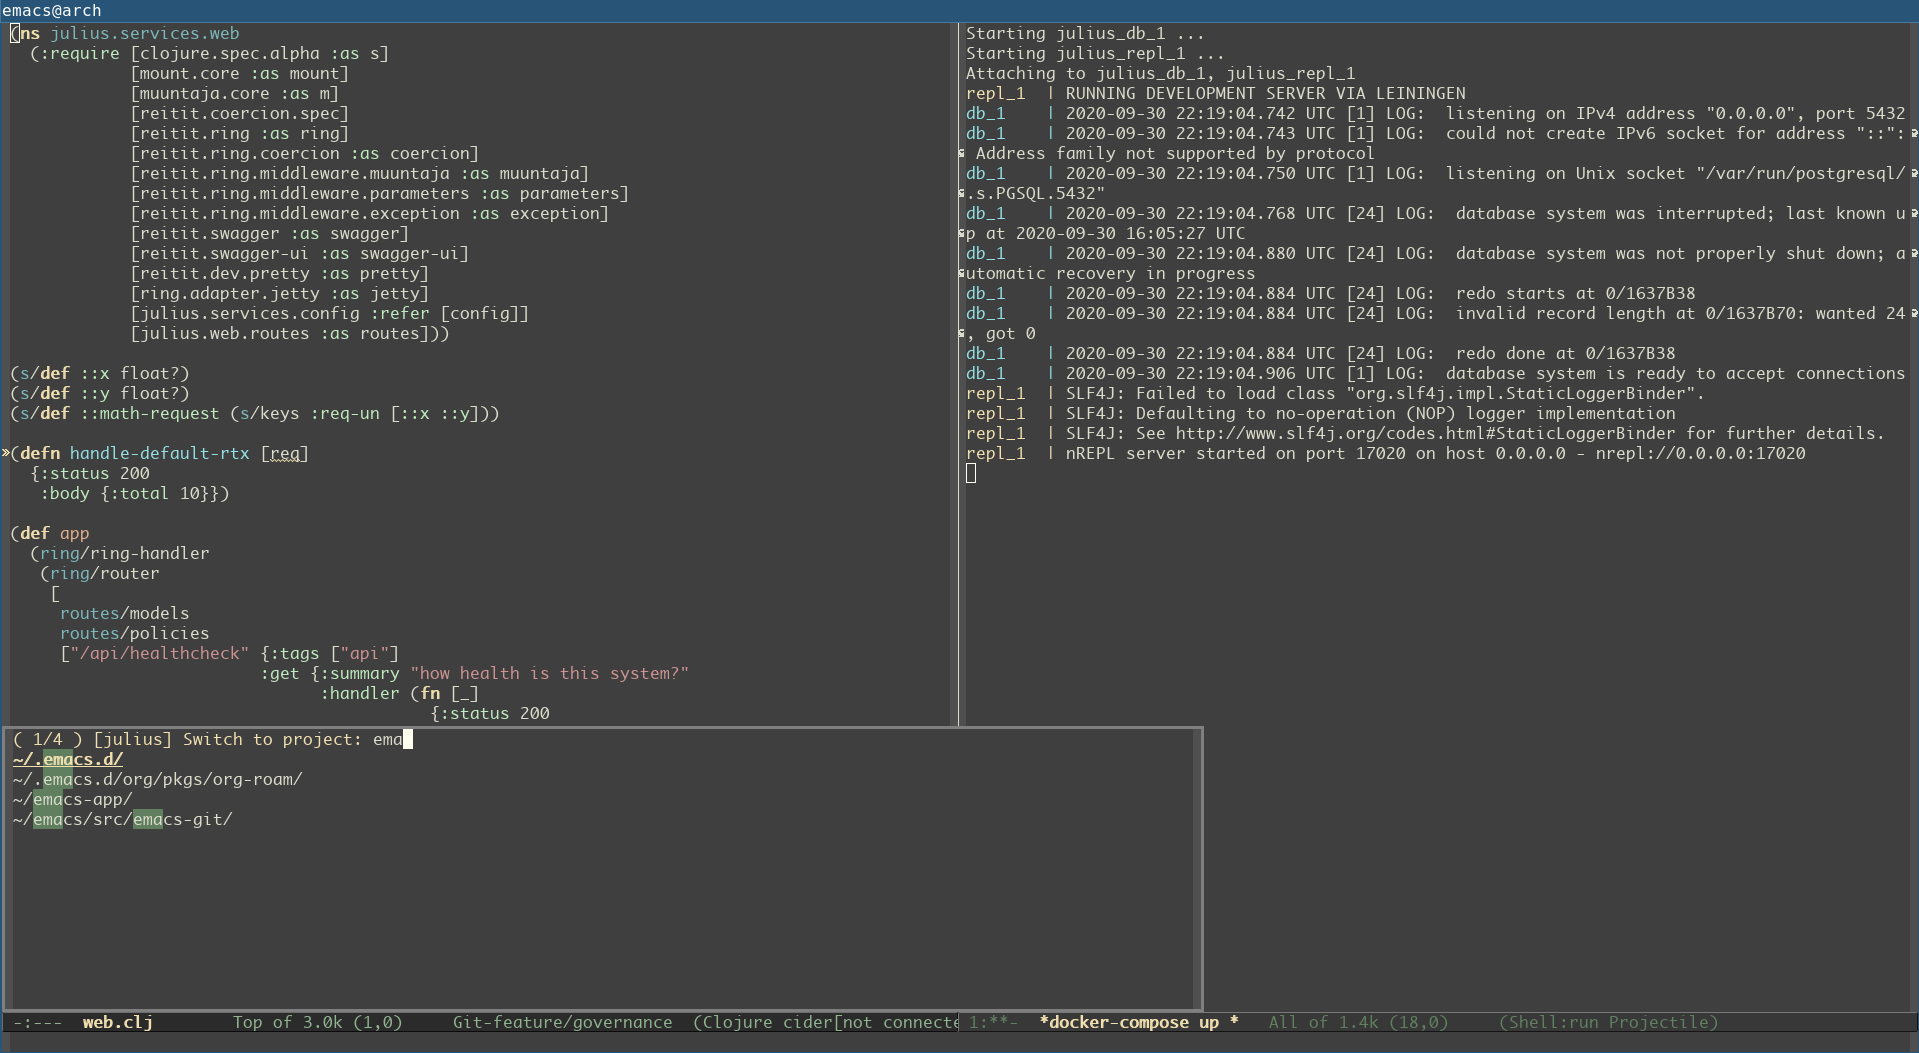 emacs@arch
(ns julius.services.web
  (:require [clojure.spec.alpha :as s]
            [mount.core :as mount]
            [muuntaja.core :as m]
            [reitit.coercion.spec]
            [reitit.ring :as ring]
            [reitit.ring.coercion :as coercion]
            [reitit.ring.middleware.muuntaja :as muuntaja]
            [reitit.ring.middleware.parameters :as parameters]
            [reitit.ring.middleware.exception :as exception]
            [reitit.swagger :as swagger]
            [reitit.swagger-ui :as swagger-ui]
            [reitit.dev.pretty :as pretty]
            [ring.adapter.jetty :as jetty]
            [julius.services.config :refer [config]]
            [julius.web.routes :as routes]))
(s/def ::x float?)
(s/def ::y float?)
(s/def ::math-request (s/keys :req-un [::x ::y]))
»(defn handle-default-rtx [req]
  {:status 200
   :body {:total 10}})
(def app
  (ring/ring-handler
   (ring/router
    [
     routes/models
     routes/policies
     ["/api/healthcheck" {:tags ["api"]
                         :get {:summary "how health is this system?"
                               :handler (fn [_]
                                          {:status 200
Starting julius_db_1 ...
Starting julius_repl_1 ...
Attaching to julius_db_1, julius_repl_1
repl_1  | RUNNING DEVELOPMENT SERVER VIA LEININGEN
db_1    | 2020-09-30 22:19:04.742 UTC [1] LOG:  listening on IPv4 address "0.0.0.0", port 5432
db_1    | 2020-09-30 22:19:04.743 UTC [1] LOG:  could not create IPv6 socket for address "::":
 Address family not supported by protocol
db_1    | 2020-09-30 22:19:04.750 UTC [1] LOG:  listening on Unix socket "/var/run/postgresql/
.s.PGSQL.5432"
db_1    | 2020-09-30 22:19:04.768 UTC [24] LOG:  database system was interrupted; last known u
p at 2020-09-30 16:05:27 UTC
db_1    | 2020-09-30 22:19:04.880 UTC [24] LOG:  database system was not properly shut down; a
utomatic recovery in progress
db_1    | 2020-09-30 22:19:04.884 UTC [24] LOG:  redo starts at 0/1637B38
db_1    | 2020-09-30 22:19:04.884 UTC [24] LOG:  invalid record length at 0/1637B70: wanted 24
, got 0
db_1    | 2020-09-30 22:19:04.884 UTC [24] LOG:  redo done at 0/1637B38
db_1    | 2020-09-30 22:19:04.906 UTC [1] LOG:  database system is ready to accept connections
repl_1  | SLF4J: Failed to load class "org.slf4j.impl.StaticLoggerBinder".
repl_1  | SLF4J: Defaulting to no-operation (NOP) logger implementation
repl_1  | SLF4J: See http://www.slf4j.org/codes.html#StaticLoggerBinder for further details.
repl_1  | nREPL server started on port 17020 on host 0.0.0.0 - nrepl://0.0.0.0:17020
( 1/4 ) [julius] Switch to project: ema
~/.emacs.d/
~/.emacs.d/org/pkgs/org-roam/
~/emacs-app/
~/emacs/src/emacs-git/
-:---  web.clj        Top of 3.0k (1,0)     Git-feature/governance  (Clojure cider[not connecte
1:**-  *docker-compose up *   All of 1.4k (18,0)     (Shell:run Projectile)